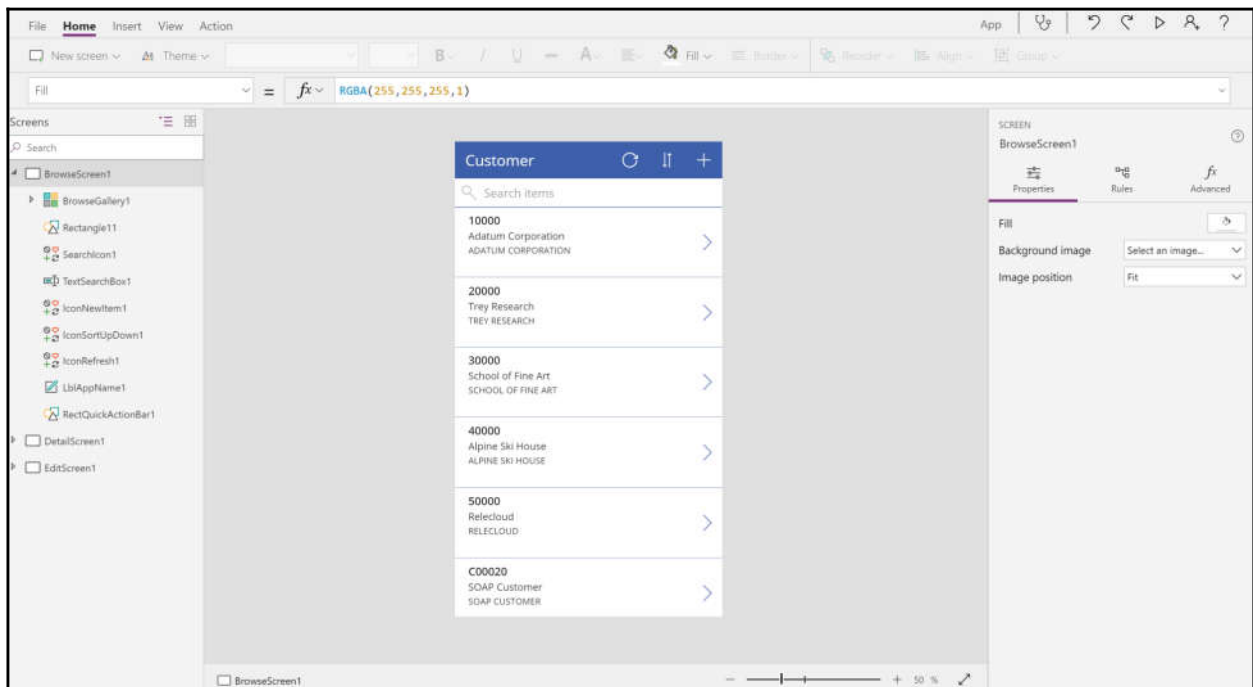 File Home Insert View Action App
New screen Theme B / U A Fill Border Reorder Align Group
Fill = fx RGBA(255,255,255,1)
Screens
Search
BrowseScreen1
BrowseGallery1
Rectangle11
SearchIcon1
TextSearchBox1
IconNewItem1
IconSortUpDown1
IconRefresh1
LblAppName1
RectQuickActionBar1
DetailScreen1
EditScreen1
Customer
Search items
10000
Adatum Corporation
ADATUM CORPORATION
20000
Trey Research
TREY RESEARCH
30000
School of Fine Art
SCHOOL OF FINE ART
40000
Alpine Ski House
ALPINE SKI HOUSE
50000
Relecloud
RELECLOUD
C00020
SOAP Customer
SOAP CUSTOMER
BrowseScreen1
50 %
SCREEN
BrowseScreen1
Properties Rules Advanced
Fill
Background image Select an image...
Image position Fit